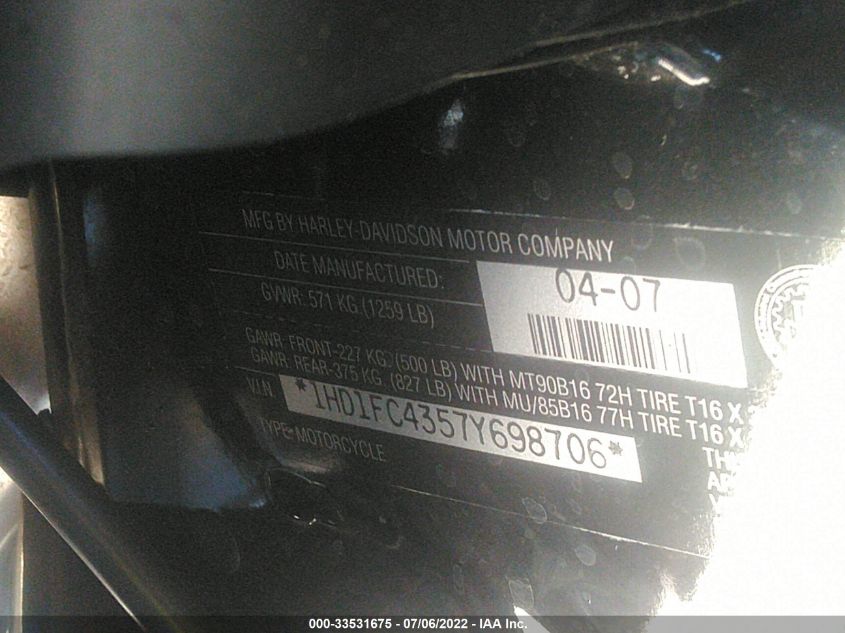 MFG BY HARLEY-DAVIDSON MOTOR COMPANY
DATE MANUFACTURED: 04-07
GVWR: 571 KG (1259 LB)
GAWR: FRONT-227 KG. (500 LB) WITH MT90B16 72H TIRE T16 X
GAWR: REAR-375 KG. (827 LB) WITH MU/85B16 77H TIRE T16 X
V.I.N. *1HD1FC4357Y698706*
TYPE: MOTORCYCLE
000-33531675 - 07/06/2022 - IAA Inc.